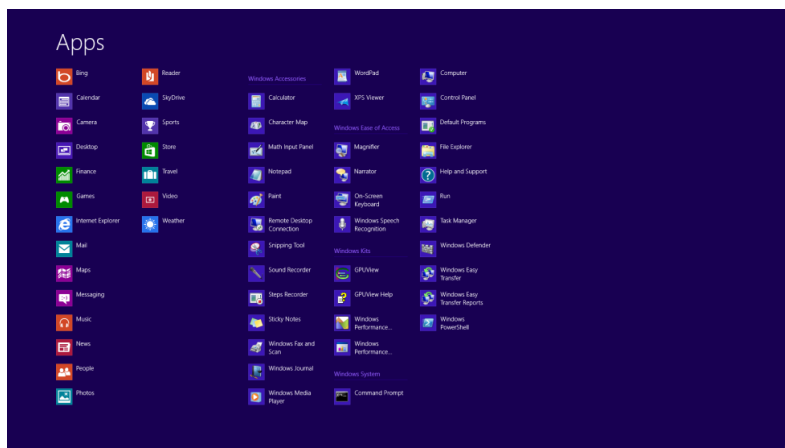 Apps
Bing
Calendar
Camera
Desktop
Finance
Games
Internet Explorer
Mail
Maps
Messaging
Music
News
People
Photos
Reader
SkyDrive
Sports
Store
Travel
Video
Weather
Windows Accessories
Calculator
Character Map
Math Input Panel
Notepad
Paint
Remote Desktop
Connection
Snipping Tool
Sound Recorder
Steps Recorder
Sticky Notes
Windows Fax and
Scan
Windows Journal
Windows Media
Player
WordPad
XPS Viewer
Windows Ease of Access
Magnifier
Narrator
On-Screen
Keyboard
Windows Speech
Recognition
Windows Kits
GPUView
GPUView Help
Windows
Performance...
Windows
Performance...
Windows System
Command Prompt
Computer
Control Panel
Default Programs
File Explorer
Help and Support
Run
Task Manager
Windows Defender
Windows Easy
Transfer
Windows Easy
Transfer Reports
Windows
PowerShell